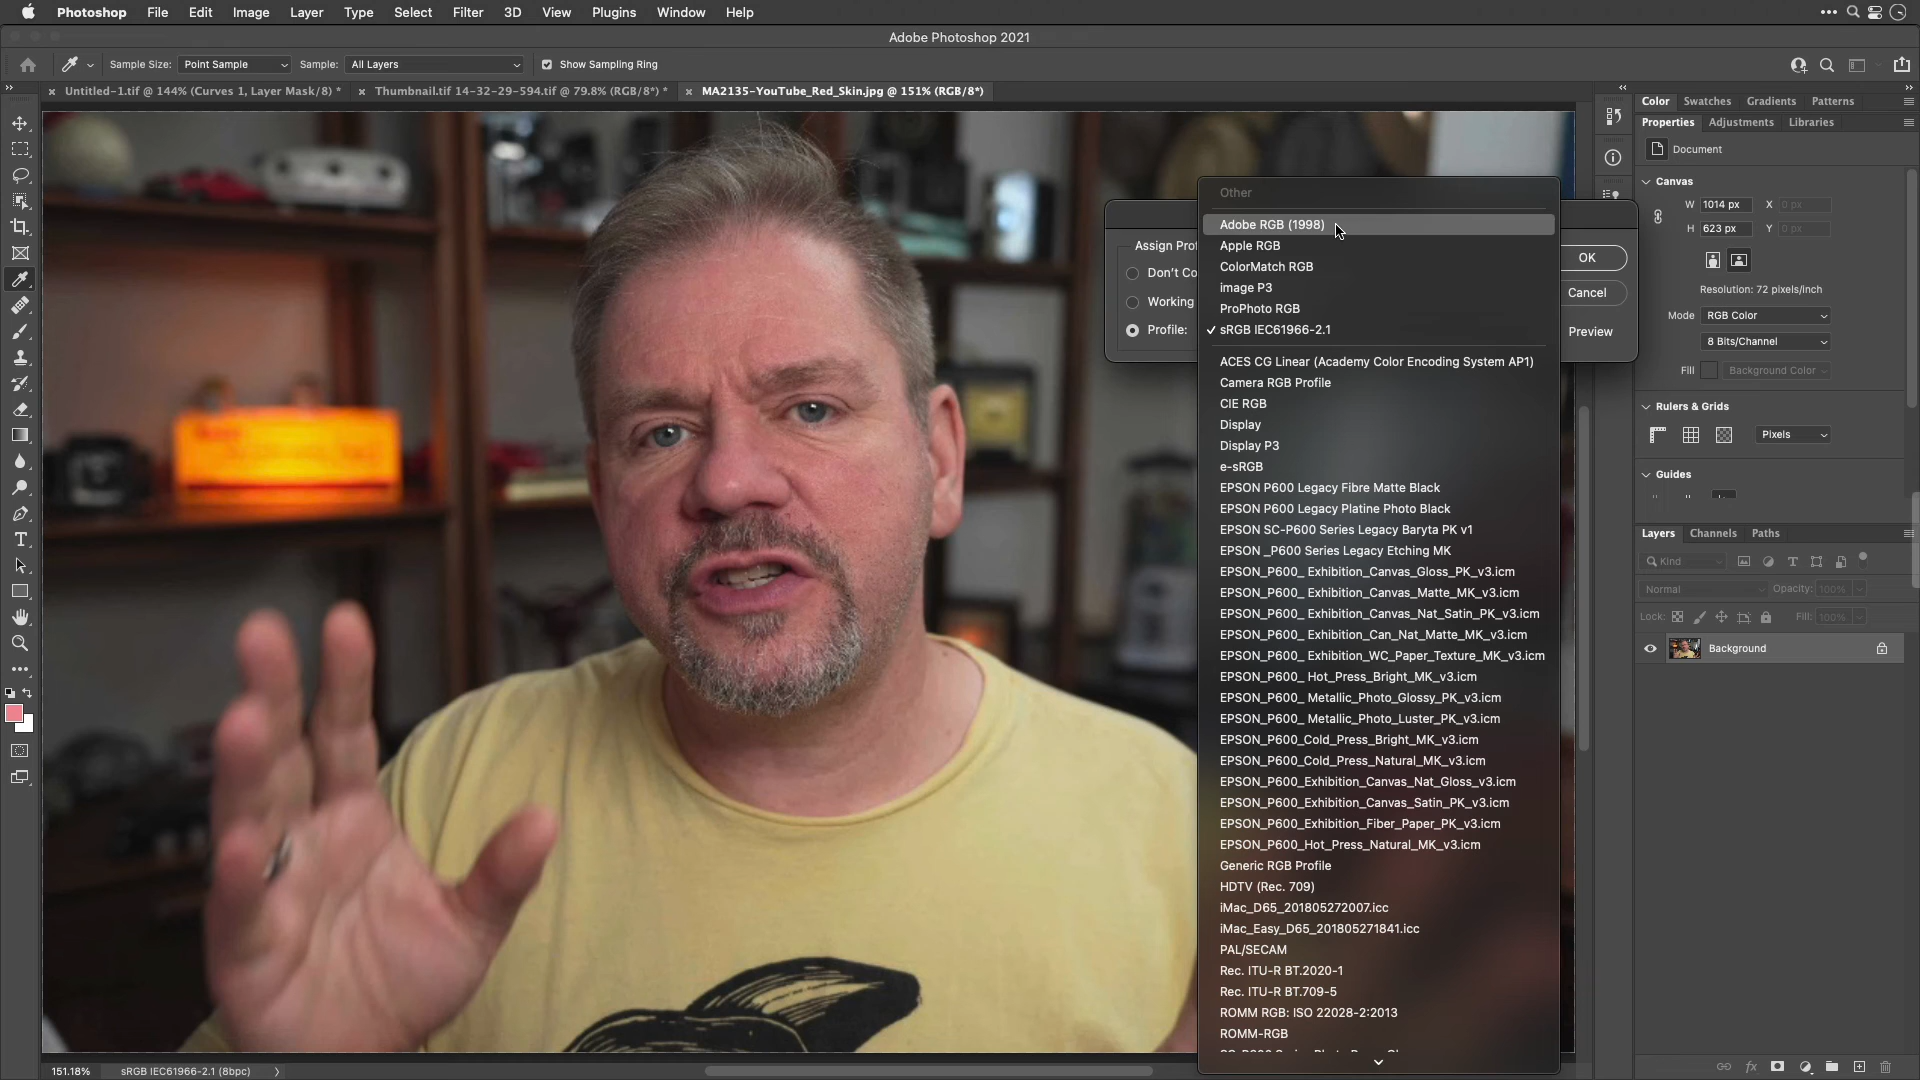 Photoshop File Edit Image Layer Type Select Filter 3D View Plugins Window Help
Adobe Photoshop 2021
Sample Size: Point Sample Sample: All Layers Show Sampling Ring
Untitled-1.tif @ 144% (Curves 1, Layer Mask/8) *
Thumbnail.tif 14-32-29-594.tif @ 79.8% (RGB/8*) *
MA2135-YouTube_Red_Skin.jpg @ 151% (RGB/8*)
Assign Prof
Don't Co
Working
Profile:
Other
Adobe RGB (1998)
Apple RGB
ColorMatch RGB
image P3
ProPhoto RGB
✓ sRGB IEC61966-2.1
ACES CG Linear (Academy Color Encoding System AP1)
Camera RGB Profile
CIE RGB
Display
Display P3
e-sRGB
EPSON P600 Legacy Fibre Matte Black
EPSON P600 Legacy Platine Photo Black
EPSON SC-P600 Series Legacy Baryta PK v1
EPSON _P600 Series Legacy Etching MK
EPSON_P600_ Exhibition_Canvas_Gloss_PK_v3.icm
EPSON_P600_ Exhibition_Canvas_Matte_MK_v3.icm
EPSON_P600_ Exhibition_Canvas_Nat_Satin_PK_v3.icm
EPSON_P600_ Exhibition_Can_Nat_Matte_MK_v3.icm
EPSON_P600_ Exhibition_WC_Paper_Texture_MK_v3.icm
EPSON_P600_ Hot_Press_Bright_MK_v3.icm
EPSON_P600_ Metallic_Photo_Glossy_PK_v3.icm
EPSON_P600_ Metallic_Photo_Luster_PK_v3.icm
EPSON_P600_Cold_Press_Bright_MK_v3.icm
EPSON_P600_Cold_Press_Natural_MK_v3.icm
EPSON_P600_Exhibition_Canvas_Nat_Gloss_v3.icm
EPSON_P600_Exhibition_Canvas_Satin_PK_v3.icm
EPSON_P600_Exhibition_Fiber_Paper_PK_v3.icm
EPSON_P600_Hot_Press_Natural_MK_v3.icm
Generic RGB Profile
HDTV (Rec. 709)
iMac_D65_201805272007.icc
iMac_Easy_D65_201805271841.icc
PAL/SECAM
Rec. ITU-R BT.2020-1
Rec. ITU-R BT.709-5
ROMM RGB: ISO 22028-2:2013
ROMM-RGB
OK
Cancel
Preview
Color Swatches Gradients Patterns
Properties Adjustments Libraries
Document
Canvas
W 1014 px X 0 px
H 623 px Y 0 px
Resolution: 72 pixels/inch
Mode RGB Color
8 Bits/Channel
Fill Background Color
Rulers & Grids
Pixels
Guides
Layers Channels Paths
Kind
Normal Opacity: 100%
Lock: Fill: 100%
Background
151.18% sRGB IEC61966-2.1 (8bpc)